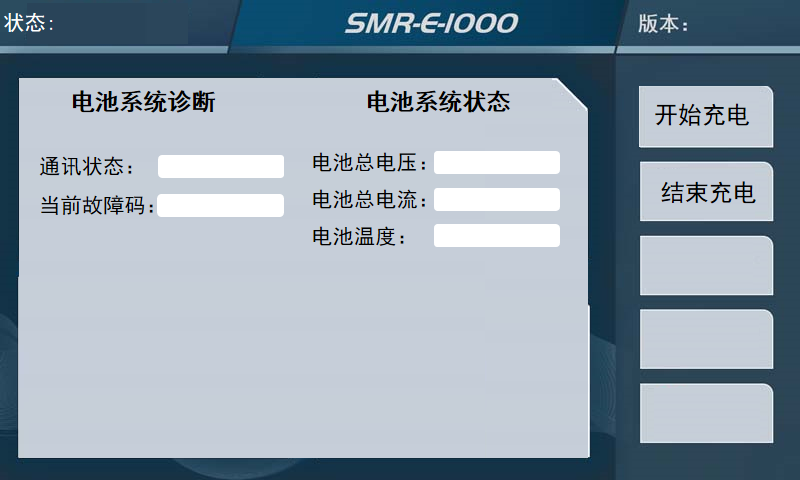 状态:
SMR-E-1000
版本：
电池系统诊断
电池系统状态
通讯状态：
当前故障码：
电池总电压：
电池总电流：
电池温度：
开始充电
结束充电